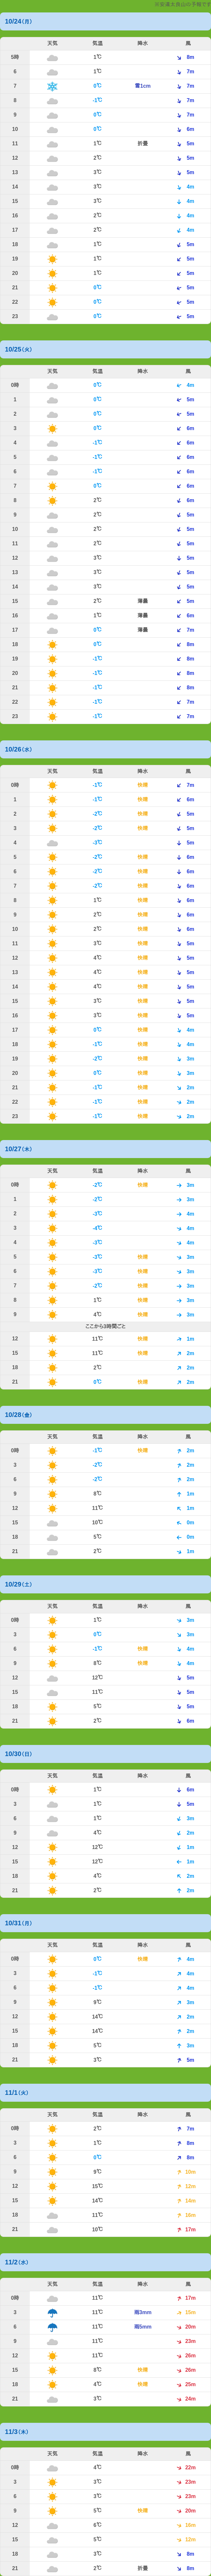 10/24(月)
天気 気温 降水 風
5時 1℃ 8m
6 1℃ 7m
7 0℃ 雪1cm 7m
8 -1℃ 7m
9 0℃ 7m
10 0℃ 6m
11 1℃ 折曇 5m
12 2℃ 5m
13 3℃ 5m
14 3℃ 4m
15 3℃ 4m
16 2℃ 4m
17 2℃ 4m
18 1℃ 5m
19 1℃ 5m
20 1℃ 5m
21 0℃ 5m
22 0℃ 5m
23 0℃ 5m
10/25(火)
天気 気温 降水 風
0時 0℃ 4m
1 0℃ 5m
2 0℃ 5m
3 0℃ 6m
4 -1℃ 6m
5 -1℃ 6m
6 -1℃ 6m
7 0℃ 6m
8 2℃ 6m
9 2℃ 5m
10 2℃ 5m
11 2℃ 5m
12 3℃ 5m
13 3℃ 5m
14 3℃ 5m
15 2℃ 薄曇 5m
16 1℃ 薄曇 6m
17 0℃ 薄曇 7m
18 0℃ 8m
19 -1℃ 8m
20 -1℃ 8m
21 -1℃ 8m
22 -1℃ 7m
23 -1℃ 7m
10/26(水)
天気 気温 降水 風
0時 -1℃ 快晴 7m
1 -1℃ 快晴 6m
2 -2℃ 快晴 5m
3 -2℃ 快晴 5m
4 -3℃ 5m
5 -2℃ 快晴 6m
6 -2℃ 快晴 6m
7 -2℃ 快晴 6m
8 1℃ 快晴 6m
9 2℃ 快晴 6m
10 2℃ 快晴 6m
11 3℃ 快晴 5m
12 4℃ 快晴 5m
13 4℃ 快晴 5m
14 4℃ 快晴 5m
15 3℃ 快晴 5m
16 3℃ 快晴 5m
17 0℃ 快晴 4m
18 -1℃ 快晴 4m
19 -2℃ 快晴 3m
20 0℃ 快晴 3m
21 -1℃ 快晴 2m
22 -1℃ 快晴 2m
23 -1℃ 快晴 2m
10/27(木)
天気 気温 降水 風
0時 -2℃ 快晴 3m
1 -2℃ 3m
2 -3℃ 4m
3 -4℃ 4m
4 -3℃ 4m
5 -3℃ 快晴 3m
6 -3℃ 快晴 3m
7 -2℃ 快晴 3m
8 1℃ 快晴 3m
9 4℃ 快晴 3m
ここから3時間ごと
12 11℃ 快晴 1m
15 11℃ 快晴 2m
18 2℃ 2m
21 0℃ 快晴 2m
10/28(金)
天気 気温 降水 風
0時 -1℃ 快晴 2m
3 -2℃ 2m
6 -2℃ 2m
9 8℃ 1m
12 11℃ 1m
15 10℃ 0m
18 5℃ 0m
21 2℃ 1m
10/29(土)
天気 気温 降水 風
0時 1℃ 3m
3 0℃ 3m
6 -1℃ 快晴 4m
9 8℃ 快晴 4m
12 12℃ 5m
15 11℃ 5m
18 5℃ 5m
21 2℃ 6m
10/30(日)
天気 気温 降水 風
0時 1℃ 6m
3 1℃ 5m
6 1℃ 3m
9 4℃ 2m
12 12℃ 1m
15 12℃ 1m
18 4℃ 2m
21 2℃ 2m
10/31(月)
天気 気温 降水 風
0時 0℃ 快晴 4m
3 -1℃ 4m
6 -1℃ 4m
9 9℃ 3m
12 14℃ 2m
15 14℃ 2m
18 5℃ 3m
21 3℃ 5m
11/1(火)
天気 気温 降水 風
0時 2℃ 7m
3 1℃ 8m
6 0℃ 8m
9 9℃ 10m
12 15℃ 12m
15 14℃ 14m
18 11℃ 16m
21 10℃ 17m
11/2(水)
天気 気温 降水 風
0時 11℃ 17m
3 11℃ 雨3mm 15m
6 11℃ 雨5mm 20m
9 11℃ 23m
12 11℃ 26m
15 8℃ 快晴 26m
18 4℃ 快晴 25m
21 3℃ 24m
11/3(木)
天気 気温 降水 風
0時 4℃ 22m
3 3℃ 23m
6 3℃ 23m
9 5℃ 快晴 20m
12 6℃ 16m
15 5℃ 12m
18 3℃ 8m
21 2℃ 折曇 8m